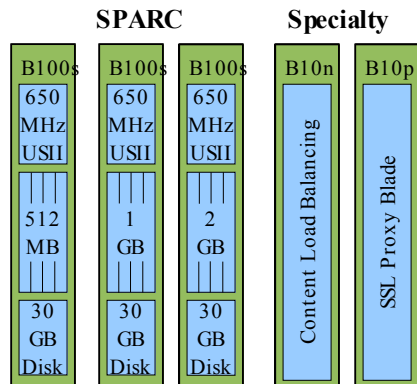 SPARC
Specialty
B100s
650
MHz
USII
512
MB
30
GB
Disk
B100s
650
MHz
USII
1
GB
30
GB
Disk
B100s
650
MHz
USII
2
GB
30
GB
Disk
B10n
Content Load Balancing
B10p
SSL Proxy Blade